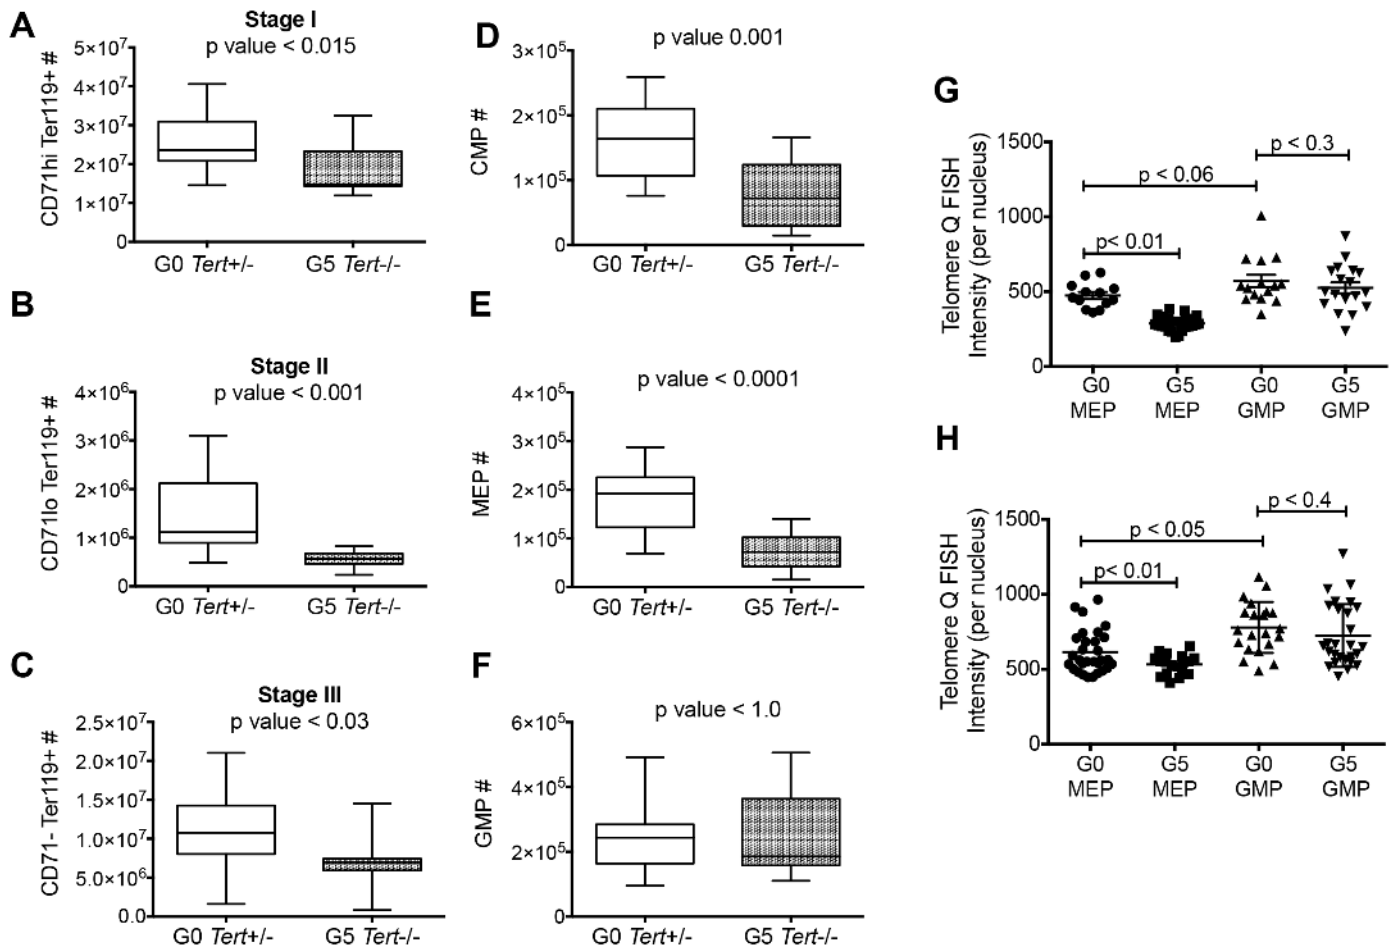 A
Stage I
p value < 0.015
CD71hi Ter119+ #
5×10⁷
4×10⁷
3×10⁷
2×10⁷
1×10⁷
0
G0 Tert+/-
G5 Tert-/-
B
Stage II
p value < 0.001
CD71lo Ter119+ #
4×10⁶
3×10⁶
2×10⁶
1×10⁶
0
G0 Tert+/-
G5 Tert-/-
C
Stage III
p value < 0.03
CD71- Ter119+ #
2.5×10⁷
2.0×10⁷
1.5×10⁷
1.0×10⁷
5.0×10⁶
0.0
G0 Tert+/-
G5 Tert-/-
D
p value 0.001
CMP #
3×10⁵
2×10⁵
1×10⁵
0
G0 Tert+/-
G5 Tert-/-
E
p value < 0.0001
MEP #
4×10⁵
3×10⁵
2×10⁵
1×10⁵
0
G0 Tert+/-
G5 Tert-/-
F
p value < 1.0
GMP #
6×10⁵
4×10⁵
2×10⁵
0
G0 Tert+/-
G5 Tert-/-
G
Telomere Q FISH
Intensity (per nucleus)
1500
1000
500
0
p < 0.3
p < 0.06
p< 0.01
G0
MEP
G5
MEP
G0
GMP
G5
GMP
H
Telomere Q FISH
Intensity (per nucleus)
1500
1000
500
0
p < 0.4
p < 0.05
p< 0.01
G0
MEP
G5
MEP
G0
GMP
G5
GMP